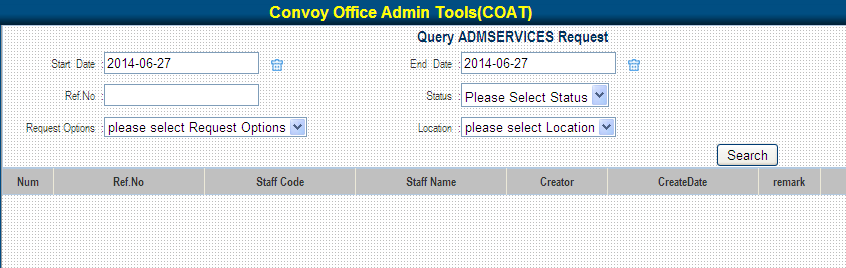 Convoy Office Admin Tools(COAT)
Query ADMSERVICES Request
Start Date : 2014-06-27 End Date : 2014-06-27
Ref.No : Status : Please Select Status
Request Options : please select Request Options Location : please select Location
Search
Num Ref.No Staff Code Staff Name Creator CreateDate remark